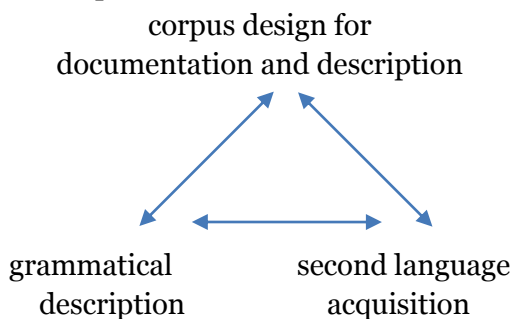 corpus design for
documentation and description
grammatical
description
second language
acquisition